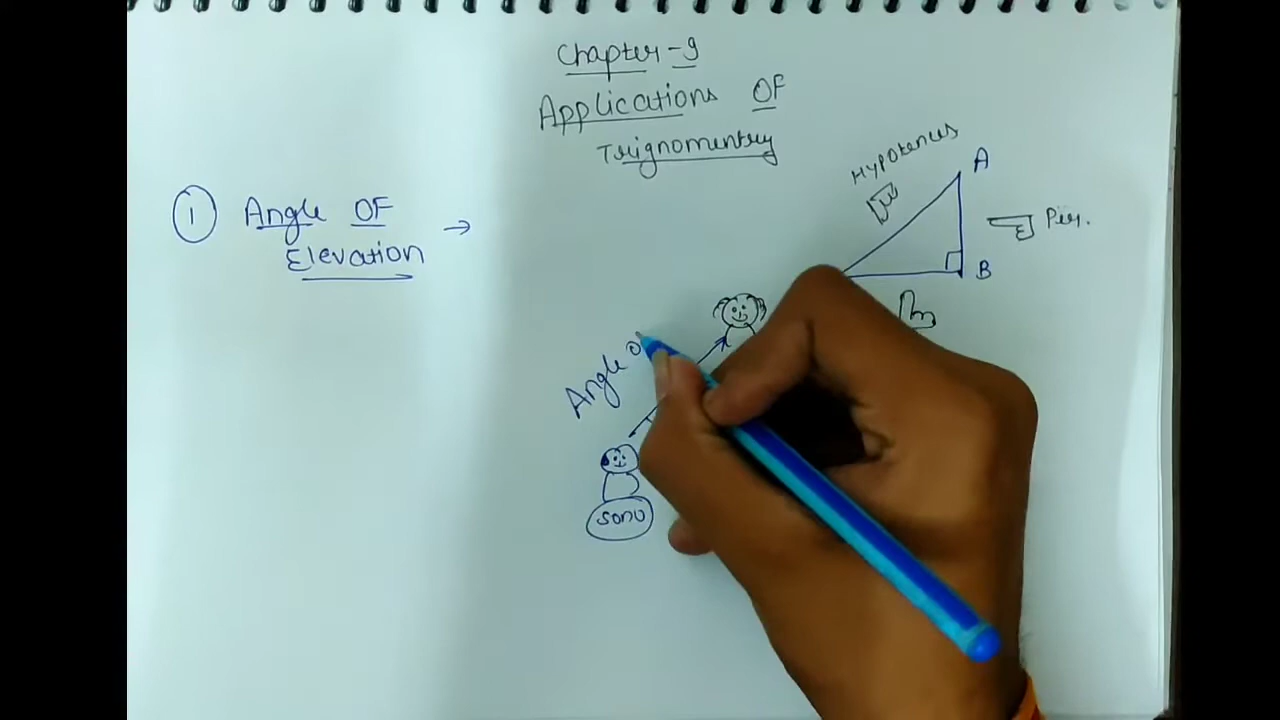 Chapter-9
Applications OF
Trignomentry
Hypotenus
A
1 Angle OF
Elevation →
Per.
B
Angle O
Sonu